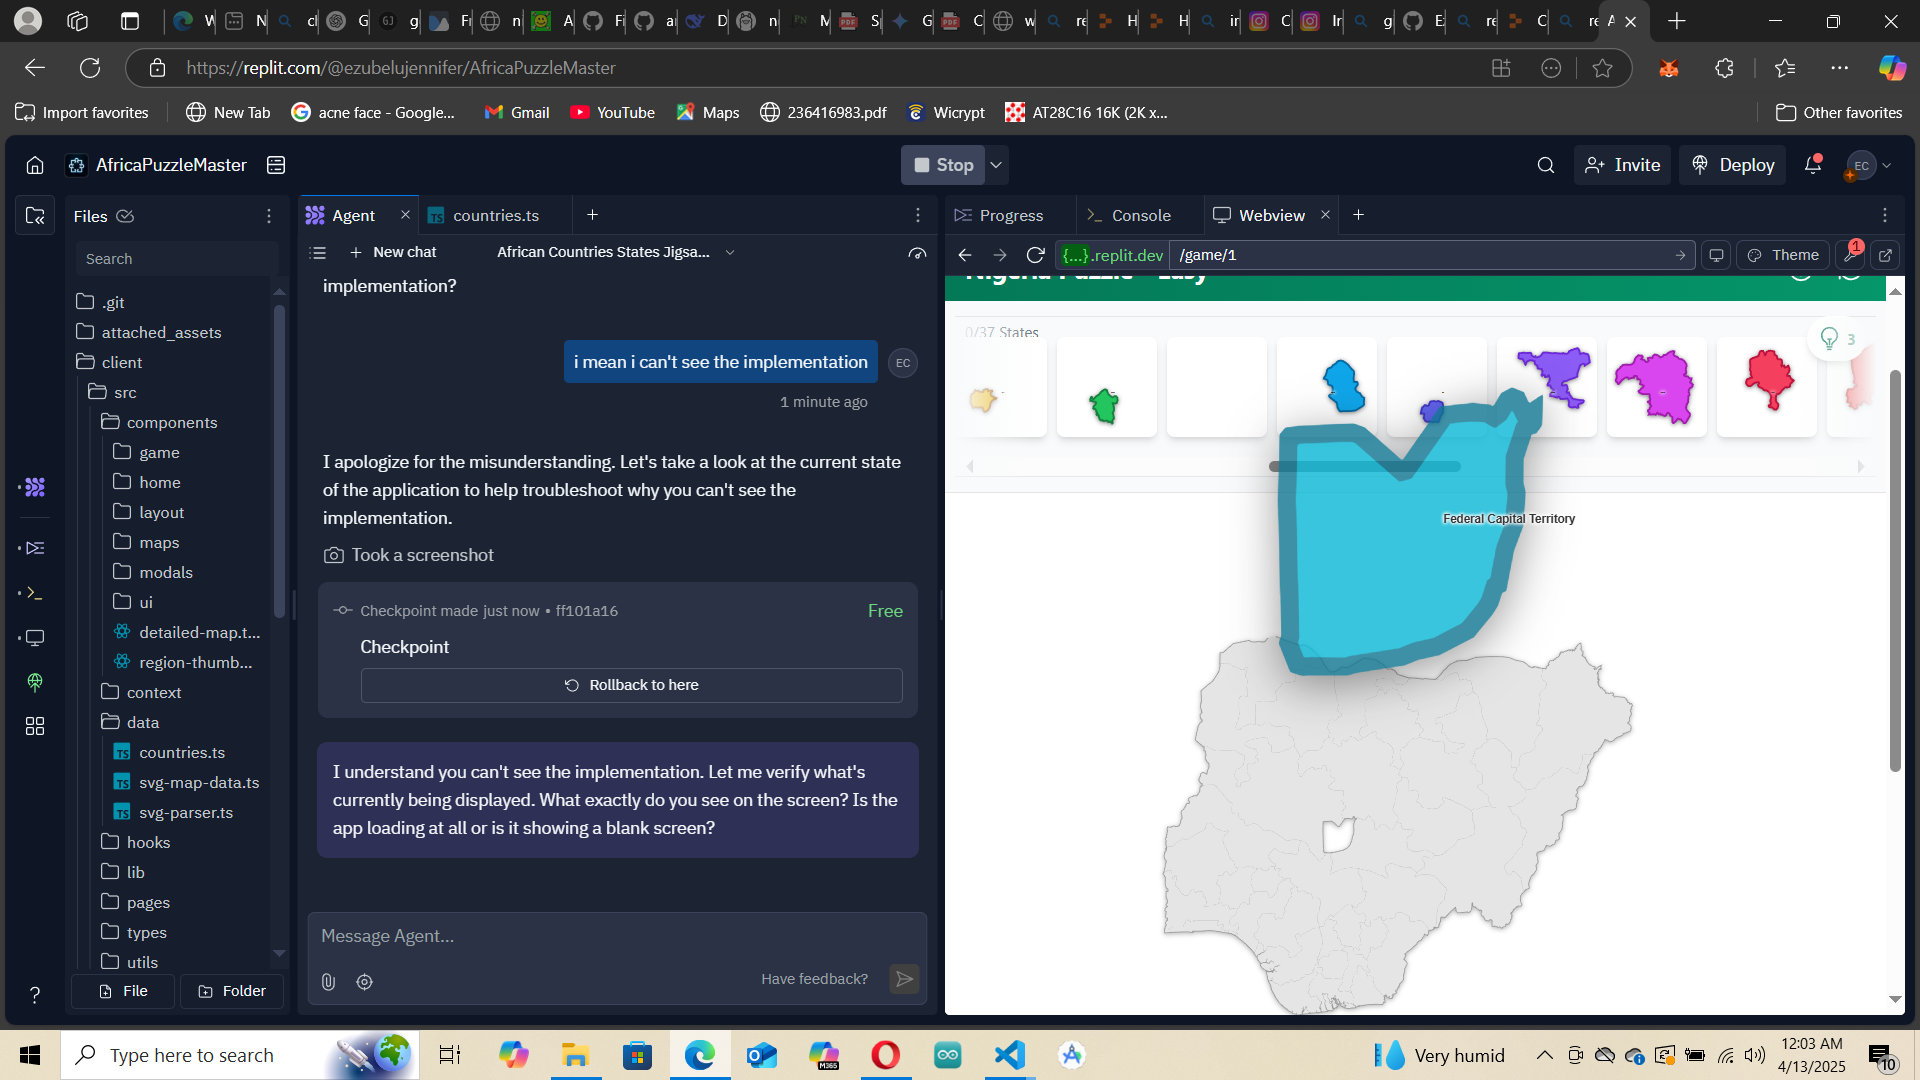 https://replit.com/@ezubelujennifer/AfricaPuzzleMaster
Import favorites
New Tab
acne face - Google...
Gmail
YouTube
Maps
236416983.pdf
Wicrypt
AT28C16 16K (2K x...
Other favorites
AfricaPuzzleMaster
Stop
Invite
Deploy
EC
Files
Search
.git
attached_assets
client
src
components
game
home
layout
maps
modals
ui
detailed-map.t...
region-thumb...
context
data
countries.ts
svg-map-data.ts
svg-parser.ts
hooks
lib
pages
types
utils
File
Folder
Agent
countries.ts
New chat
African Countries States Jigsa...
implementation?
i mean i can't see the implementation
EC
1 minute ago
I apologize for the misunderstanding. Let's take a look at the current state
of the application to help troubleshoot why you can't see the
implementation.
Took a screenshot
Checkpoint made just now • ff101a16
Free
Checkpoint
Rollback to here
I understand you can't see the implementation. Let me verify what's
currently being displayed. What exactly do you see on the screen? Is the
app loading at all or is it showing a blank screen?
Message Agent...
Have feedback?
Progress
Console
Webview
{...}.replit.dev
/game/1
Theme
1
Nigeria Puzzle - Easy
0/37 States
3
Federal Capital Territory
Type here to search
Very humid
12:03 AM
4/13/2025
10